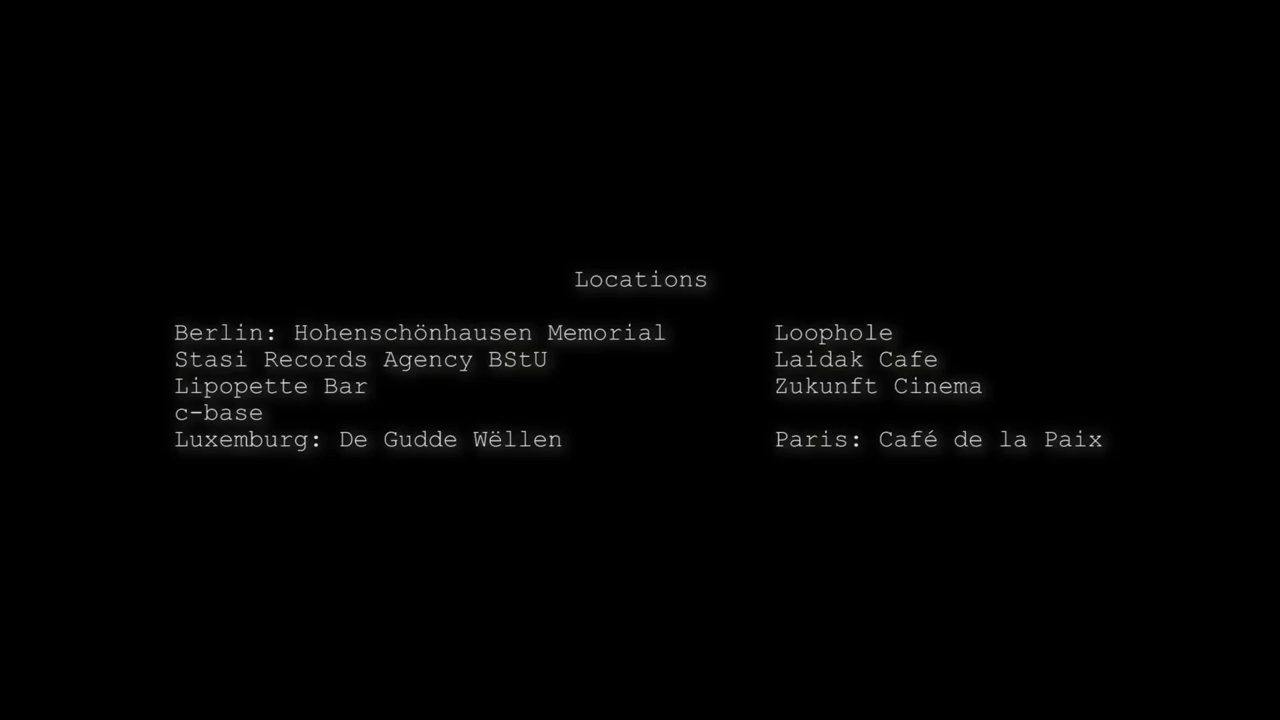 Locations
Berlin: Hohenschönhausen Memorial
Stasi Records Agency BStU
Lipopette Bar
c-base
Luxemburg: De Gudde Wëllen
Loophole
Laidak Cafe
Zukunft Cinema
Paris: Café de la Paix